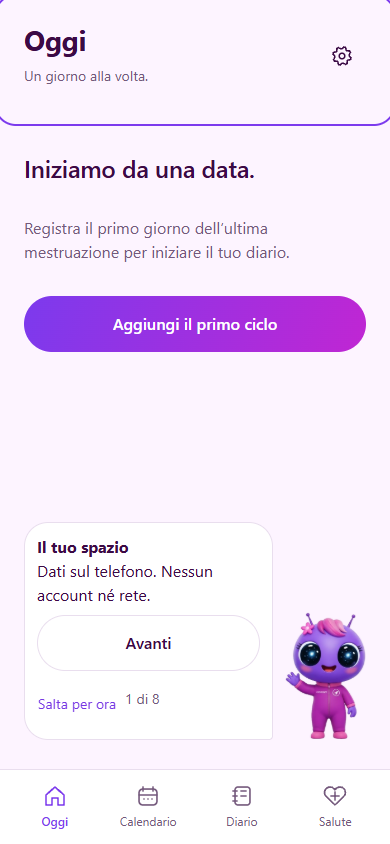 Oggi
Un giorno alla volta.
Iniziamo da una data.
Registra il primo giorno dell’ultima
mestruazione per iniziare il tuo diario.
Aggiungi il primo ciclo
Il tuo spazio
Dati sul telefono. Nessun
account né rete.
Avanti
Salta per ora 1 di 8
Oggi Calendario Diario Salute